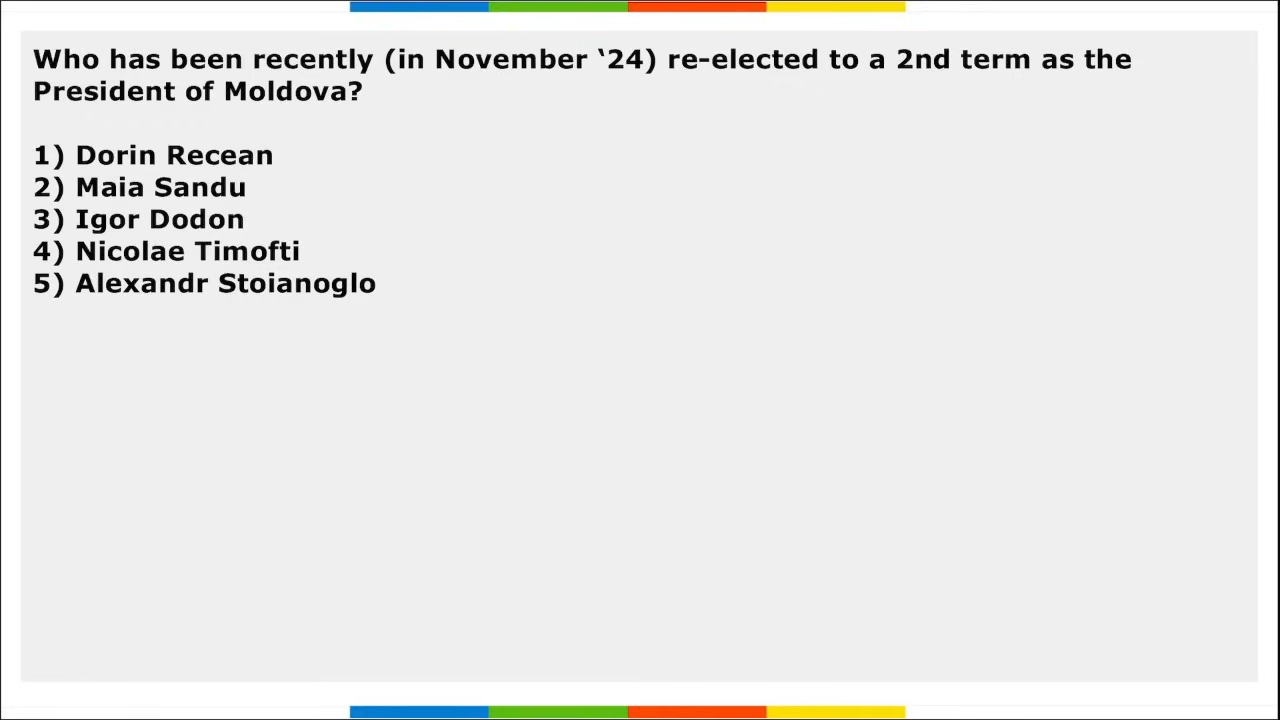 Who has been recently (in November ‘24) re-elected to a 2nd term as the
President of Moldova?
1) Dorin Recean
2) Maia Sandu
3) Igor Dodon
4) Nicolae Timofti
5) Alexandr Stoianoglo